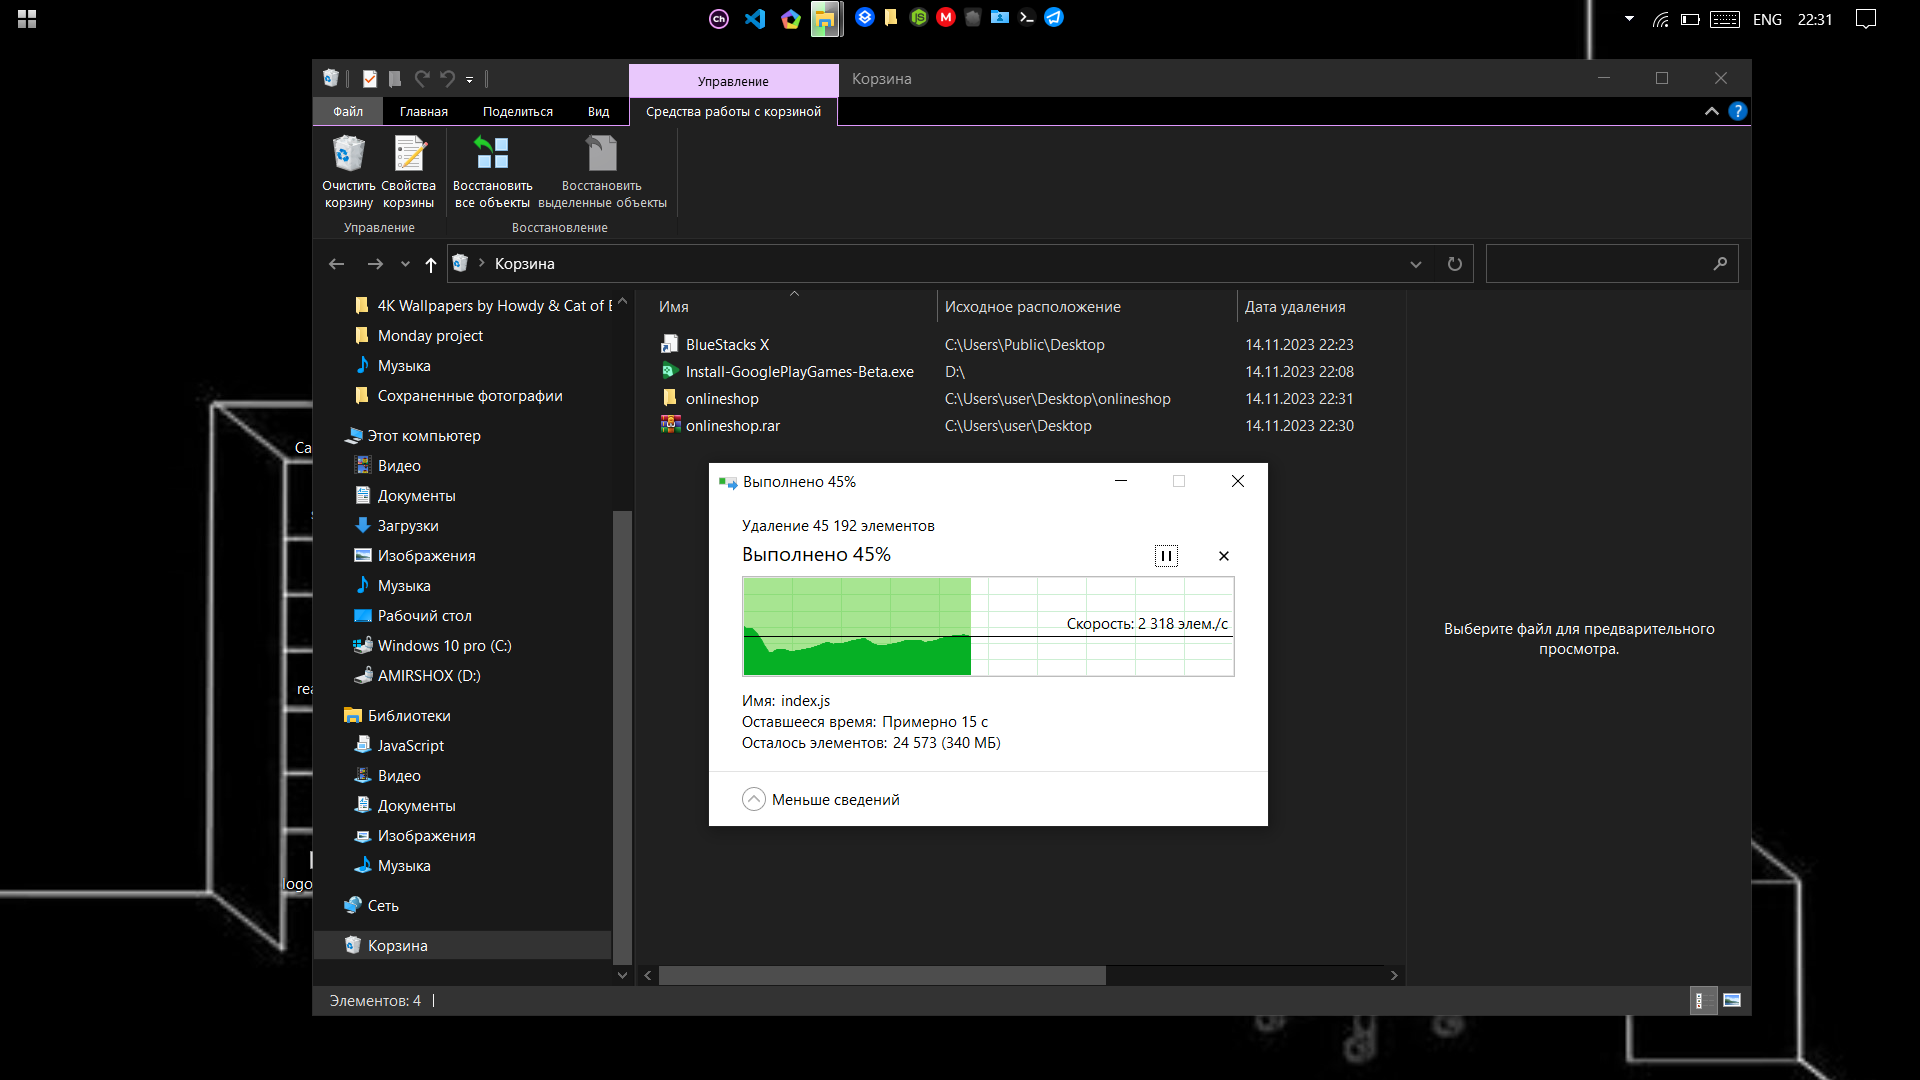 Ch
M
ENG
22:31
Управление
Корзина
Файл
Главная
Поделиться
Вид
Средства работы с корзиной
?
Очистить
корзину
Свойства
корзины
Восстановить
все объекты
Восстановить
выделенные объекты
Управление
Восстановление
Корзина
4K Wallpapers by Howdy & Cat of
Monday project
Музыка
Сохраненные фотографии
Этот компьютер
Видео
Документы
Загрузки
Изображения
Музыка
Рабочий стол
Windows 10 pro (C:)
AMIRSHOX (D:)
Библиотеки
JavaScript
Видео
Документы
Изображения
Музыка
Сеть
Корзина
Имя
Исходное расположение
Дата удаления
BlueStacks X
C:\Users\Public\Desktop
14.11.2023 22:23
Install-GooglePlayGames-Beta.exe
D:\
14.11.2023 22:08
onlineshop
C:\Users\user\Desktop\onlineshop
14.11.2023 22:31
onlineshop.rar
C:\Users\user\Desktop
14.11.2023 22:30
Выполнено 45%
Удаление 45 192 элементов
Выполнено 45%
Скорость: 2 318 элем./с
Имя: index.js
Оставшееся время: Примерно 15 с
Осталось элементов: 24 573 (340 МБ)
Меньше сведений
Выберите файл для предварительного
просмотра.
Ca
rea
logo
Элементов: 4